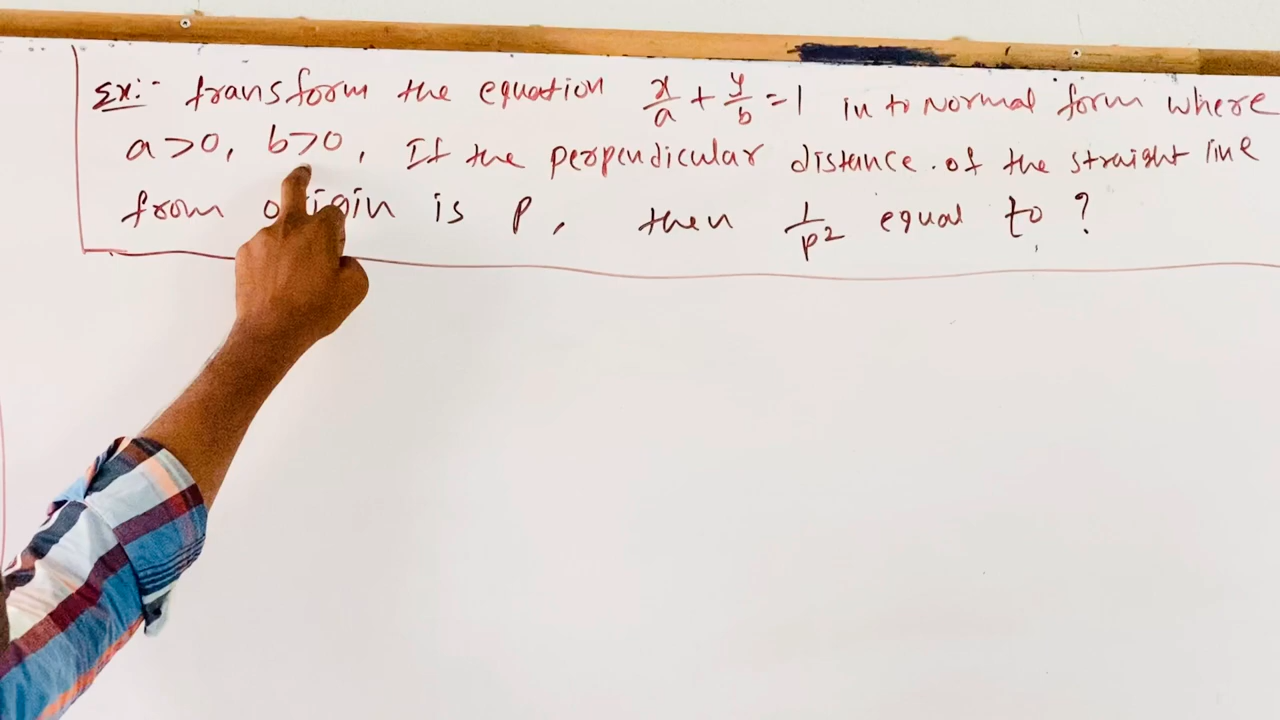 Ex:- transform the equation x/a + y/b = 1 in to Normal form where
a>0, b>0, If the perpendicular distance. of the straight line
from origin is p, then 1/p² equal to ?